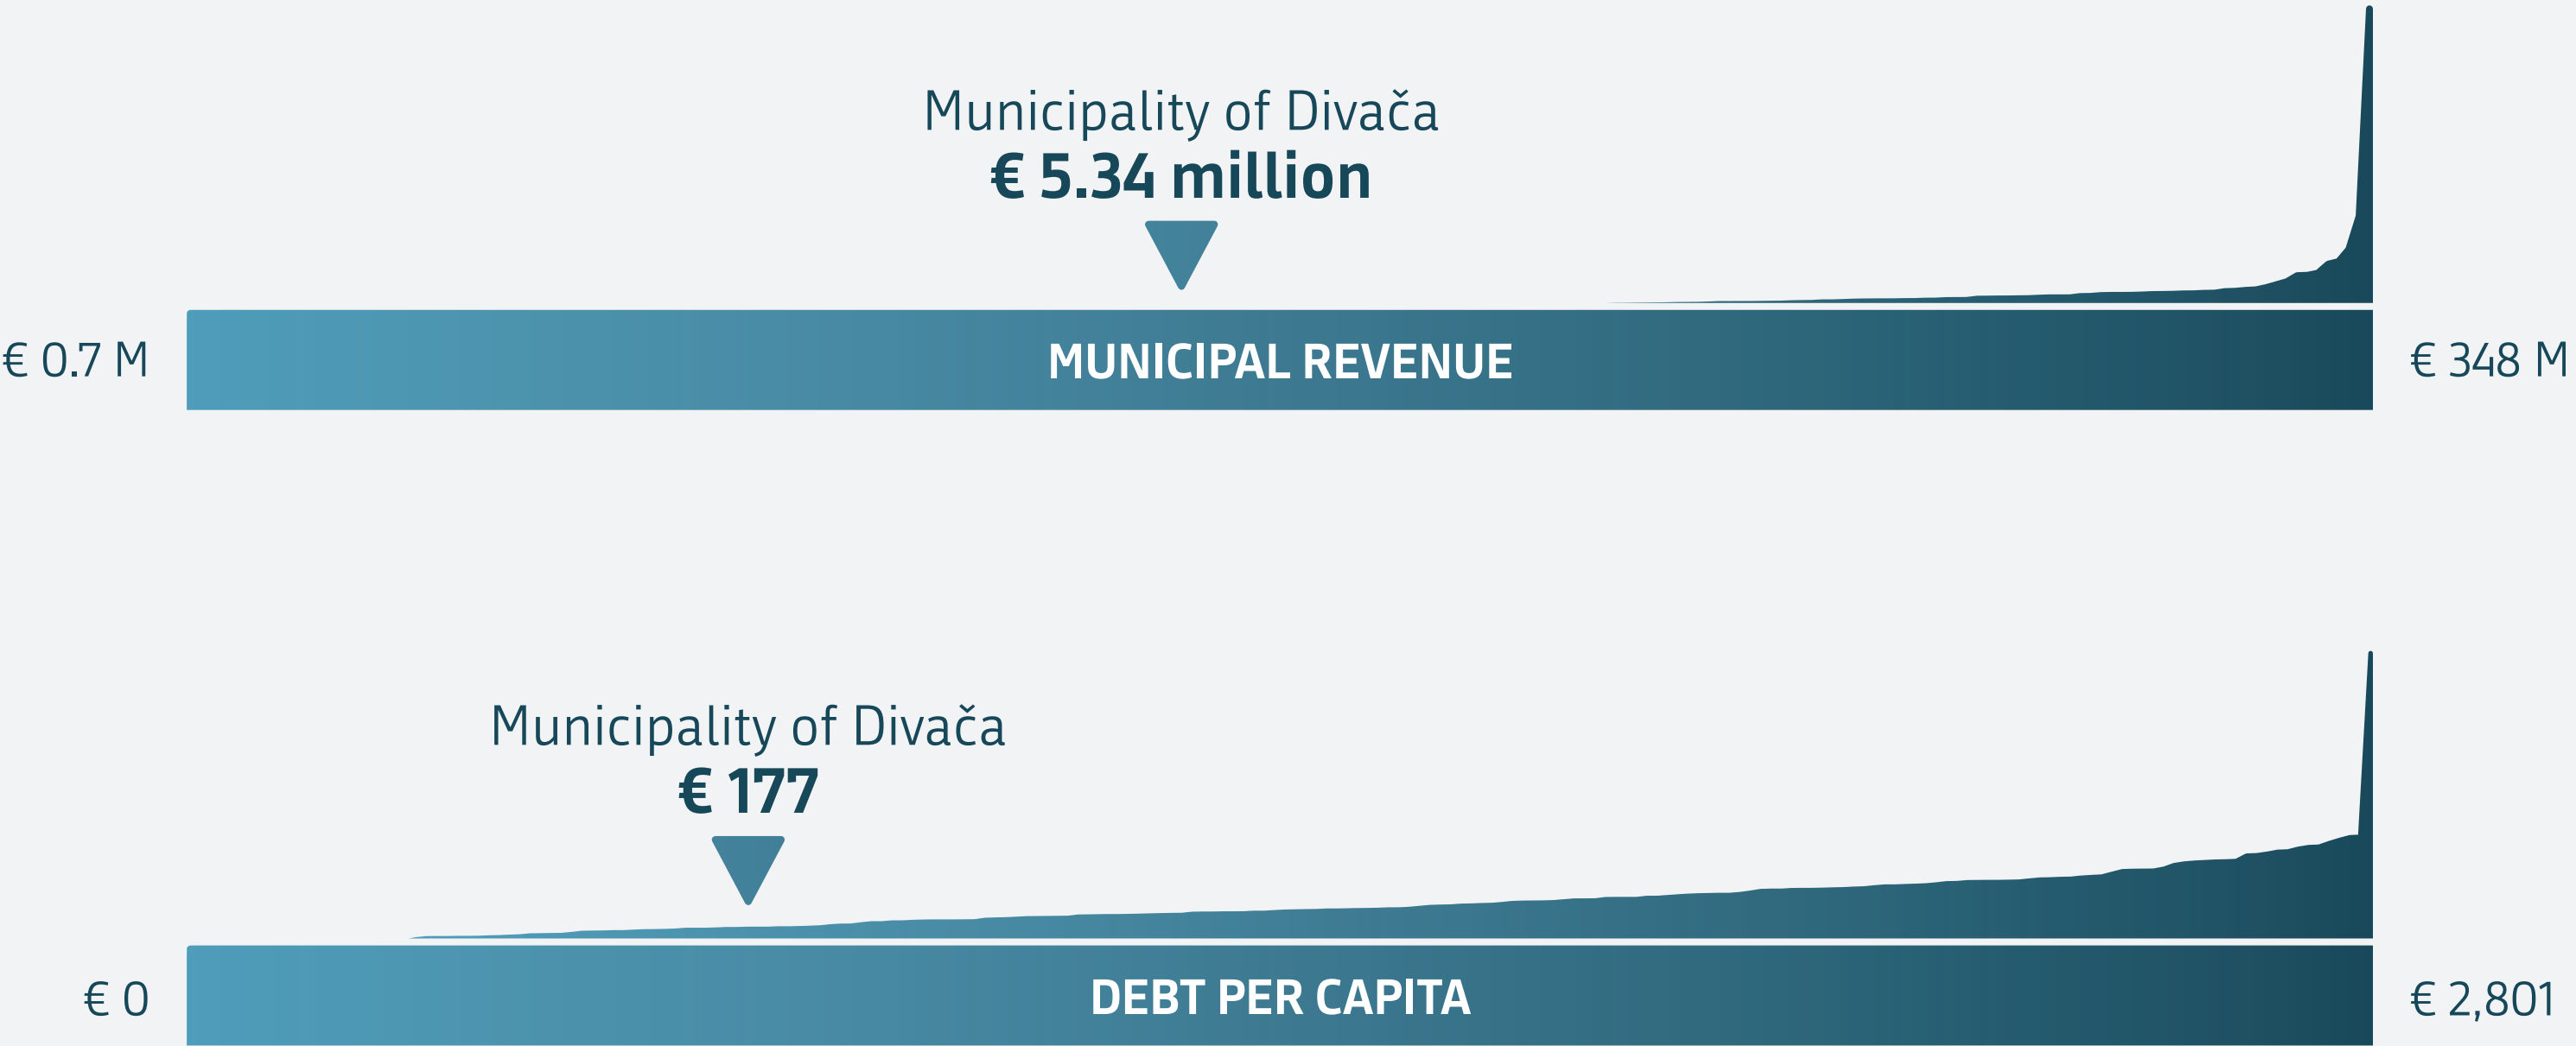 Municipality of Divača
€ 5.34 million
€ 0.7 M
MUNICIPAL REVENUE
€ 348 M
Municipality of Divača
€ 177
€ 0
DEBT PER CAPITA
€ 2,801